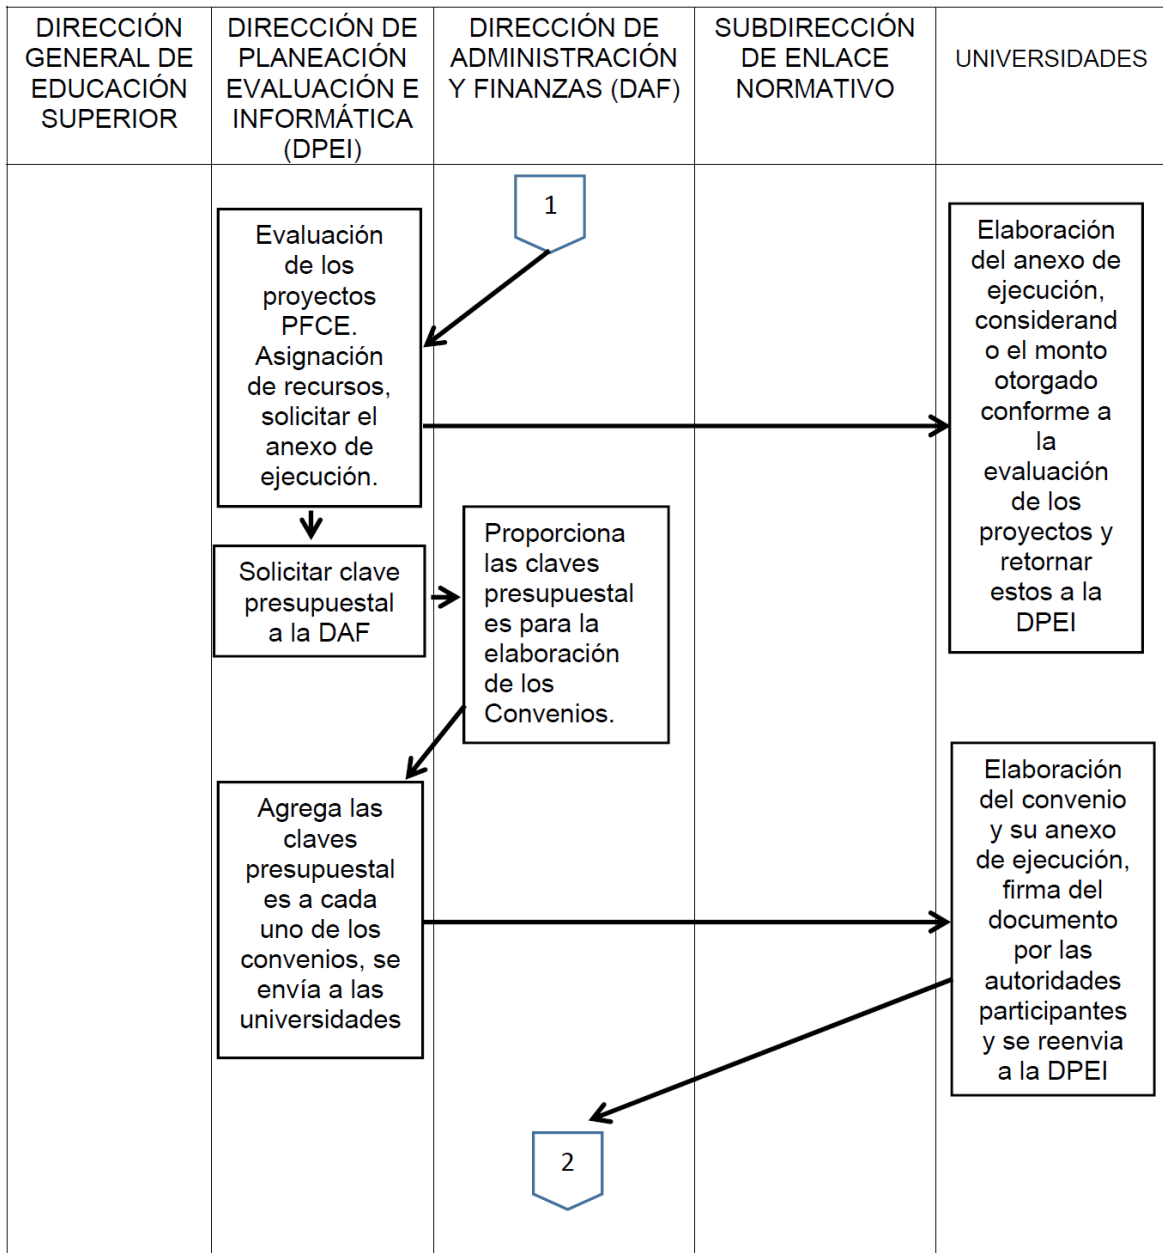 DIRECCIÓN
GENERAL DE
EDUCACIÓN
SUPERIOR
DIRECCIÓN DE
PLANEACIÓN
EVALUACIÓN E
INFORMÁTICA
(DPEI)
DIRECCIÓN DE
ADMINISTRACIÓN
Y FINANZAS (DAF)
SUBDIRECCIÓN
DE ENLACE
NORMATIVO
UNIVERSIDADES
1
Evaluación
de los
proyectos
PFCE.
Asignación
de recursos,
solicitar el
anexo de
ejecución.
Elaboración
del anexo de
ejecución,
considerand
o el monto
otorgado
conforme a
la
evaluación
de los
proyectos y
retornar
estos a la
DPEI
Solicitar clave
presupuestal
a la DAF
Proporciona
las claves
presupuestal
es para la
elaboración
de los
Convenios.
Agrega las
claves
presupuestal
es a cada
uno de los
convenios, se
envía a las
universidades
Elaboración
del convenio
y su anexo
de ejecución,
firma del
documento
por las
autoridades
participantes
y se reenvia
a la DPEI
2